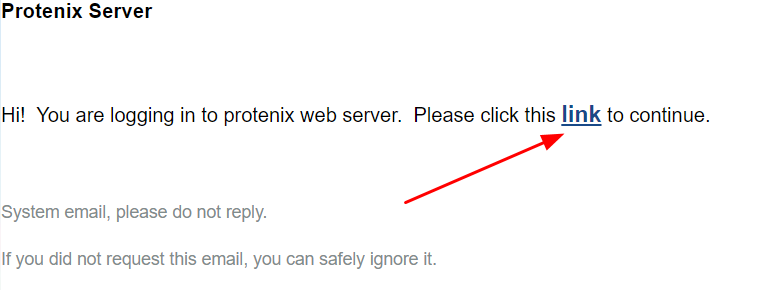 Protenix Server
Hi!  You are logging in to protenix web server.  Please click this link to continue.
System email, please do not reply.
If you did not request this email, you can safely ignore it.